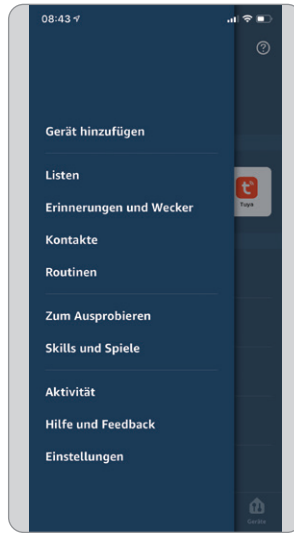 08:43
Gerät hinzufügen
Listen
Erinnerungen und Wecker
Tuya
Kontakte
Routinen
Zum Ausprobieren
Skills und Spiele
Aktivität
Hilfe und Feedback
Einstellungen
Geräte